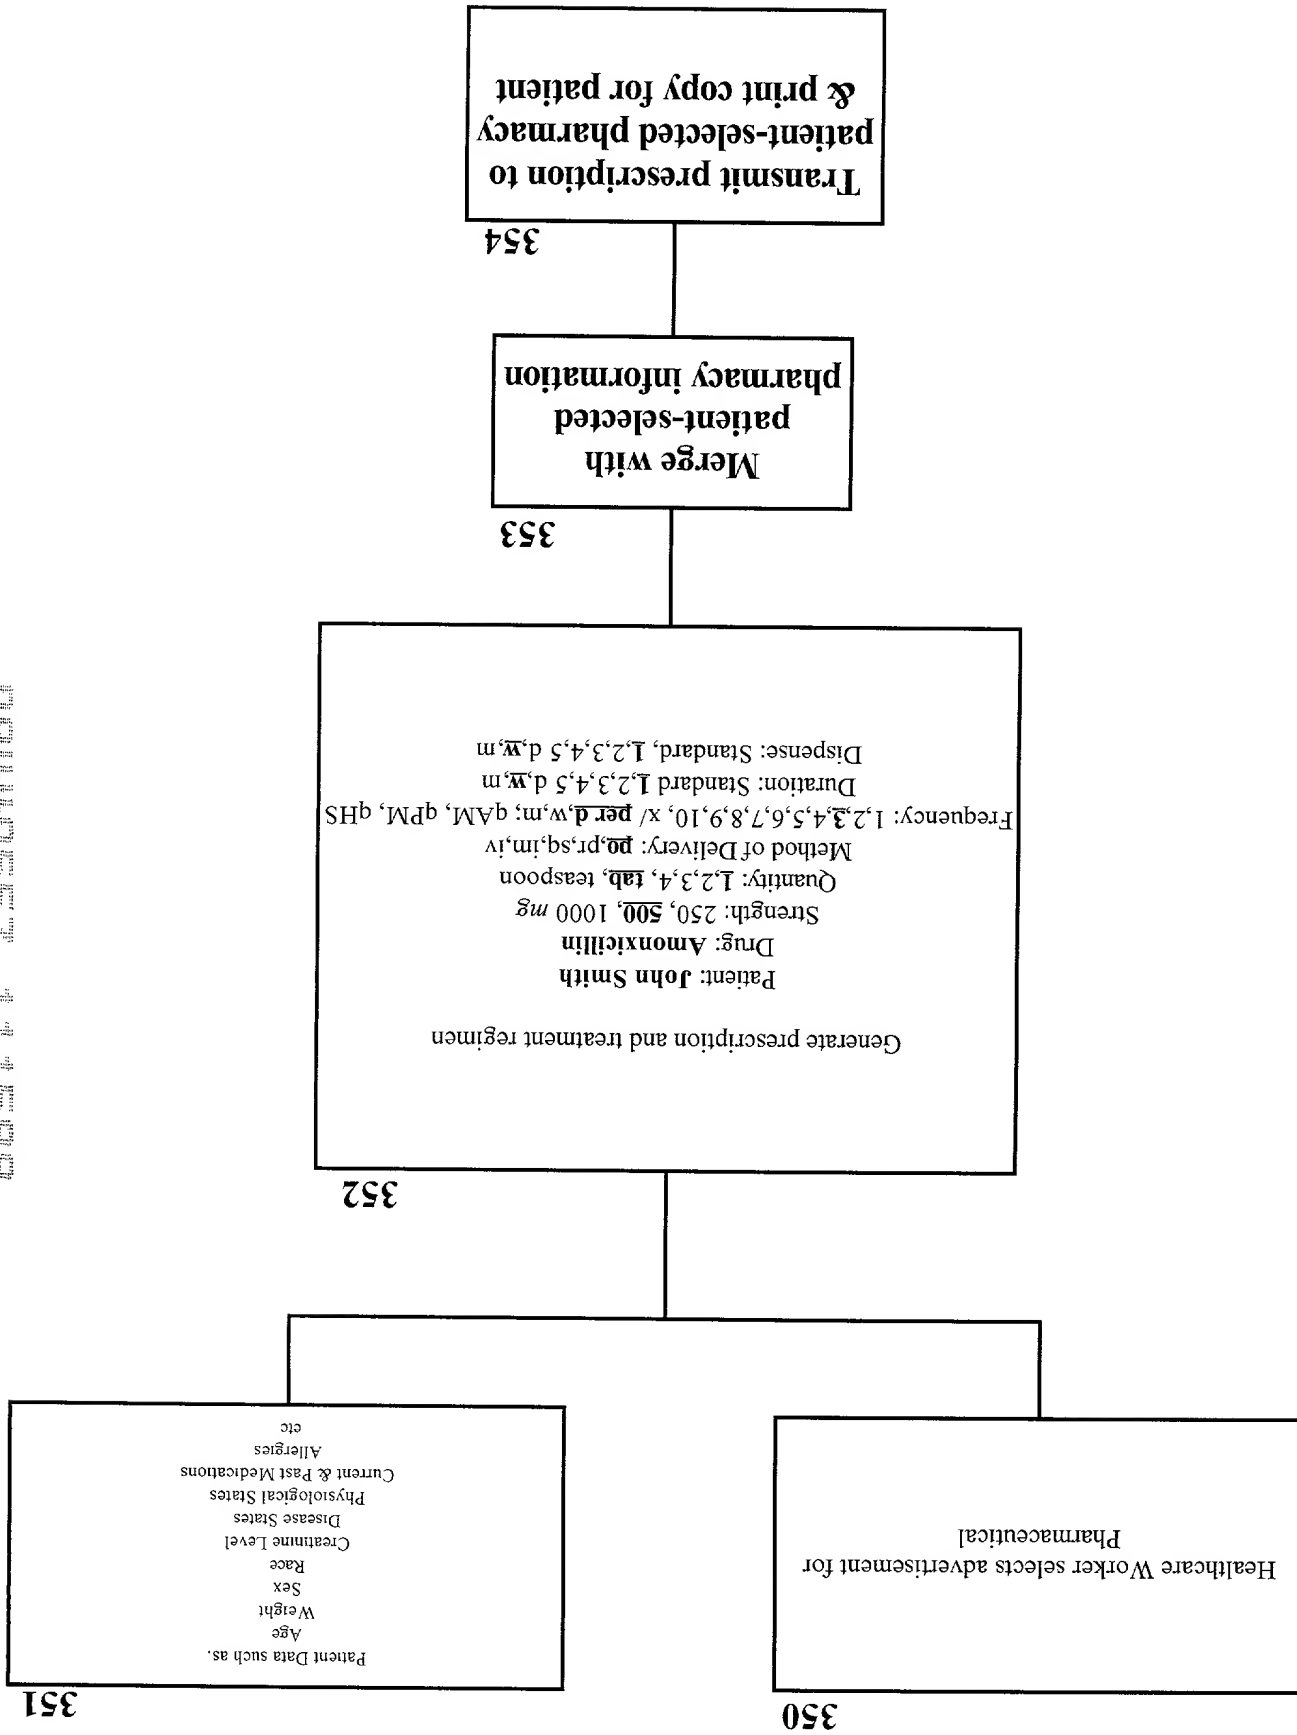 350
Healthcare Worker selects advertisement for
Pharmaceutical
351
Patient Data such as.
Age
Weight
Sex
Race
Creatinine Level
Disease States
Physiological States
Current & Past Medications
Allergies
etc
352
Generate prescription and treatment regimen
Patient: John Smith
Drug: Amonxicillin
Strength: 250, 500, 1000 mg
Quantity: 1,2,3,4, tab, teaspoon
Method of Delivery: po,pr,sq,im,iv
Frequency: 1,2,3,4,5,6,7,8,9,10, x/ per d,w,m; qAM, qPM, qHS
Duration: Standard 1,2,3,4,5 d,w,m
Dispense: Standard, 1,2,3,4,5 d,w,m
353
Merge with
patient-selected
pharmacy information
354
Transmit prescription to
patient-selected pharmacy
& print copy for patient